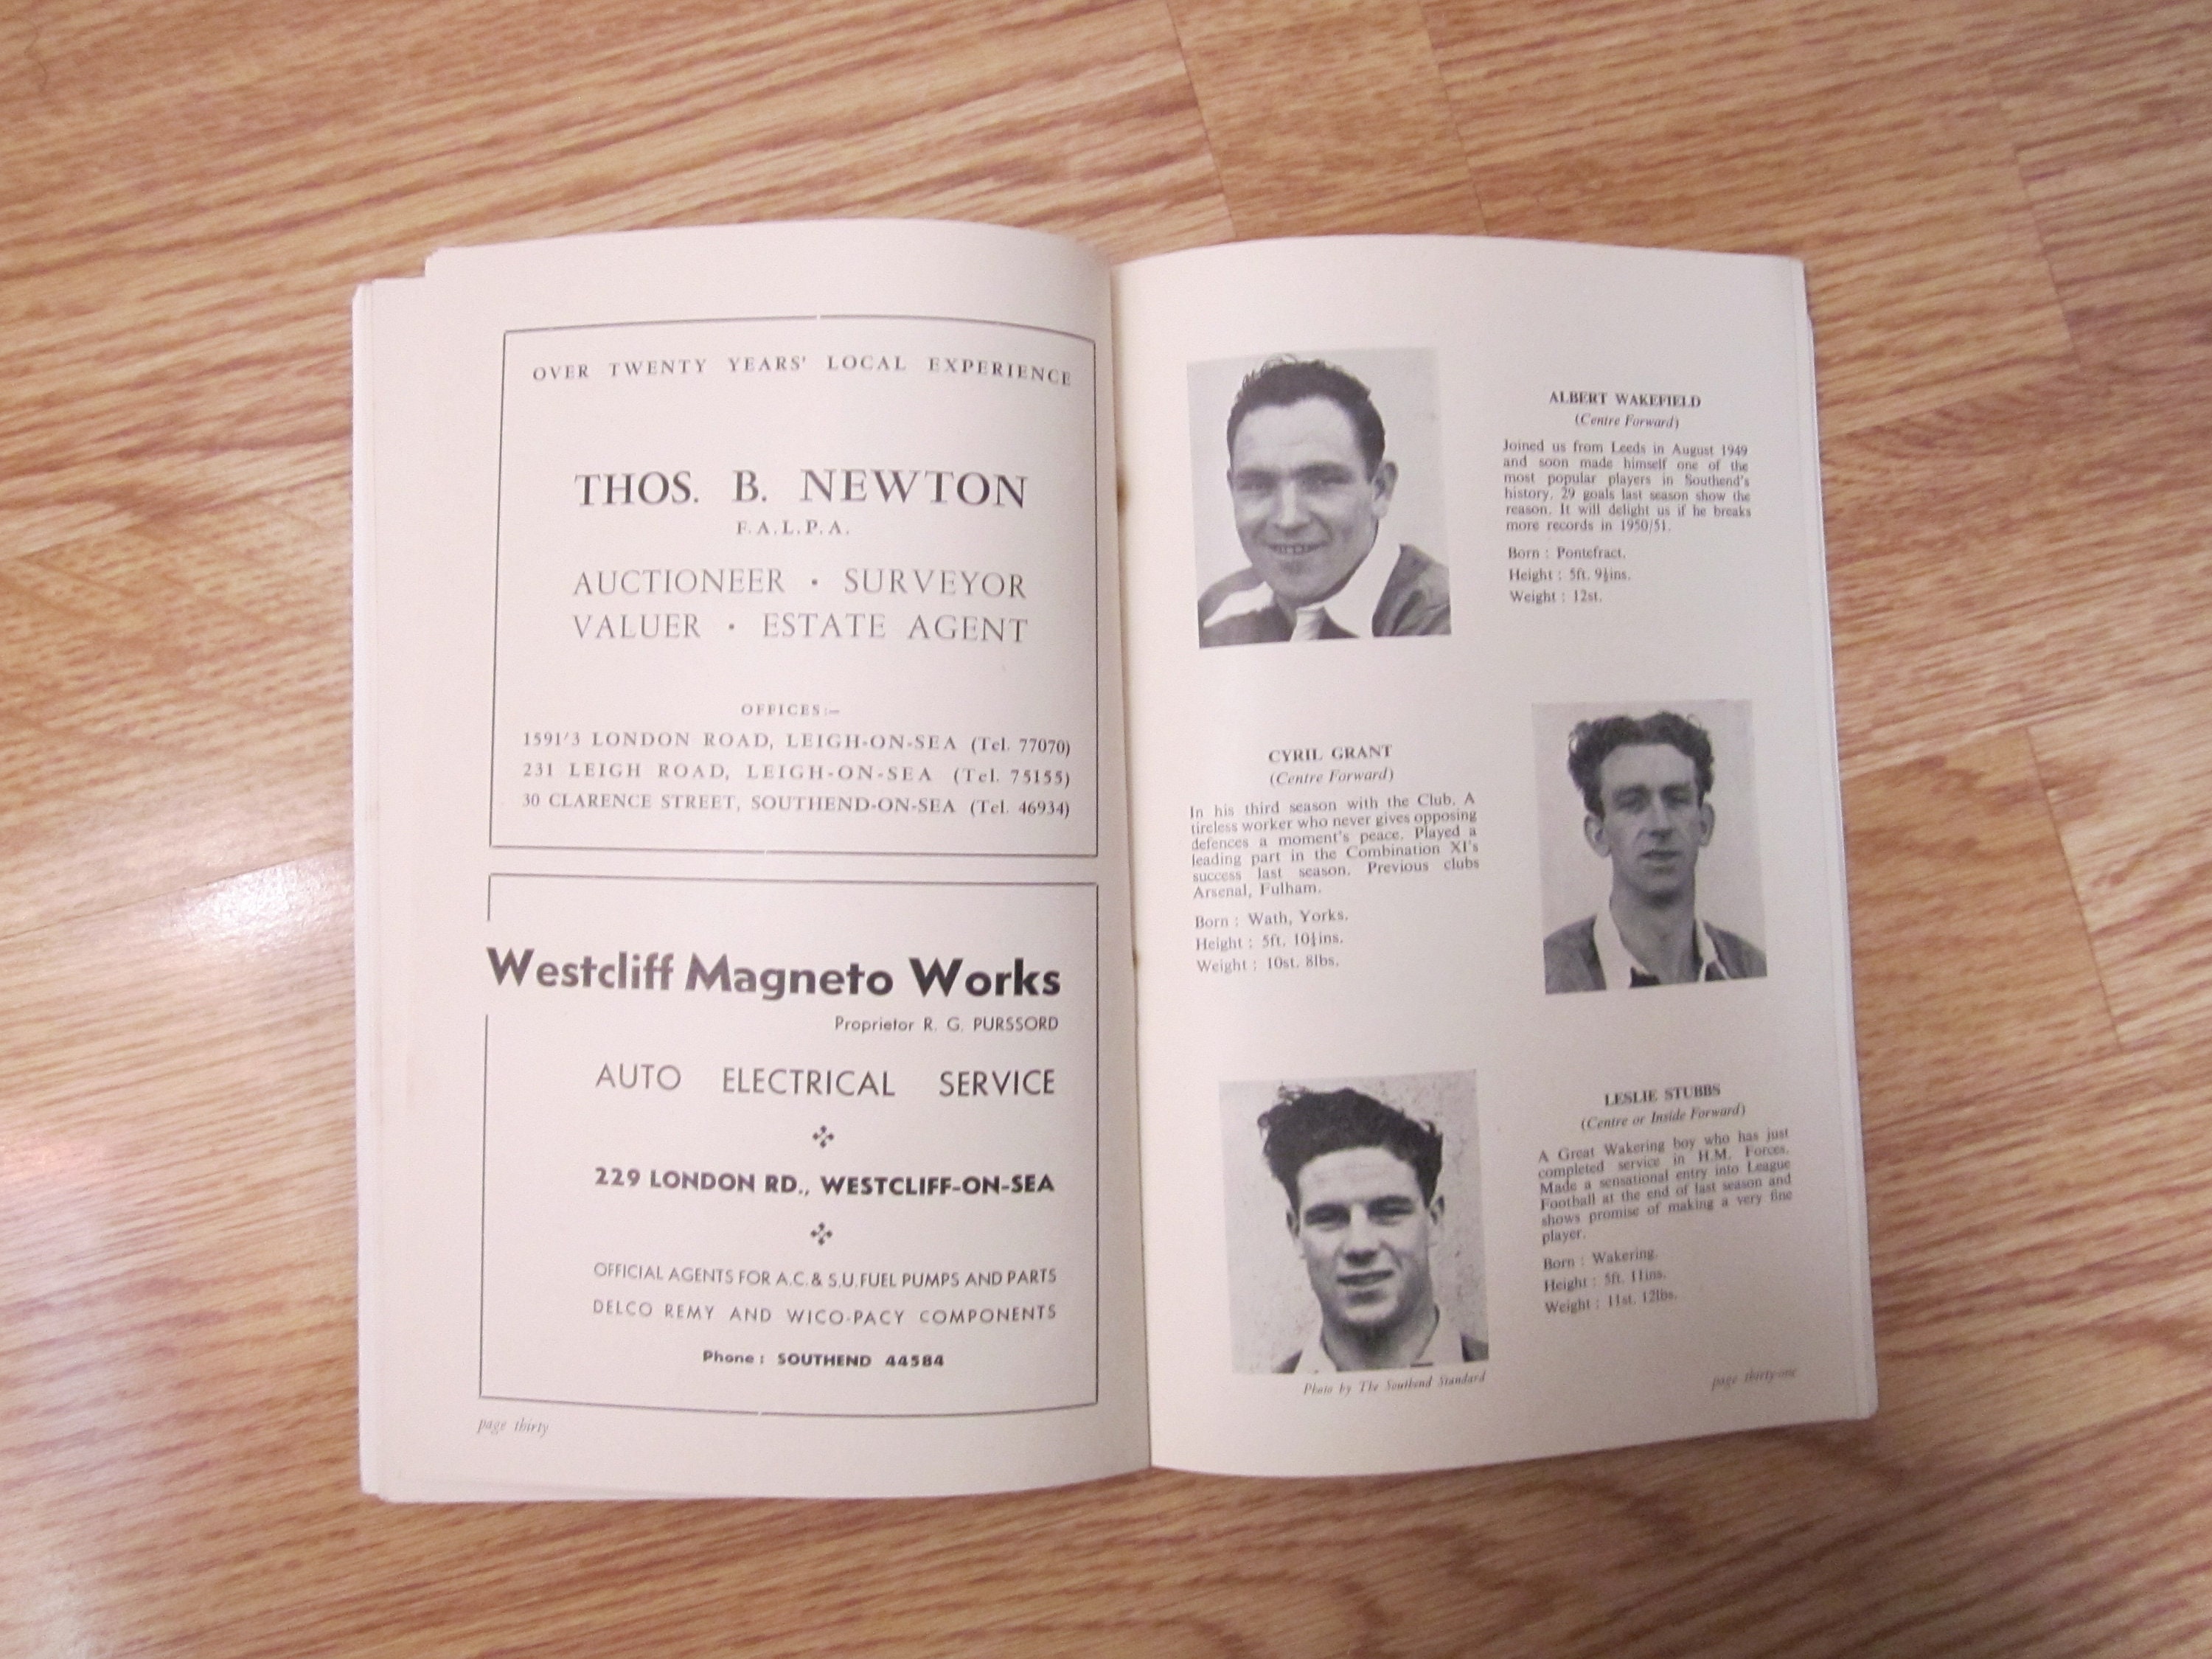 OVER TWENTY YEARS' LOCAL EXPERIENCE
THOS. B. NEWTON
F.A.L.P.A.
AUCTIONEER · SURVEYOR
VALUER · ESTATE AGENT
OFFICES:—
1591/3 LONDON ROAD, LEIGH-ON-SEA (Tel. 77070)
231 LEIGH ROAD, LEIGH-ON-SEA (Tel. 75155)
30 CLARENCE STREET, SOUTHEND-ON-SEA (Tel. 46934)
Westcliff Magneto Works
Proprietor R. G. PURSSORD
AUTO ELECTRICAL SERVICE
229 LONDON RD., WESTCLIFF-ON-SEA
OFFICIAL AGENTS FOR A.C. & S.U. FUEL PUMPS AND PARTS
DELCO REMY AND WICO-PACY COMPONENTS
Phone : SOUTHEND 44584
page thirty
ALBERT WAKEFIELD
(Centre Forward)
Joined us from Leeds in August 1949
and soon made himself one of the
most popular players in Southend's
history. 29 goals last season show the
reason. It will delight us if he breaks
more records in 1950/51.
Born : Pontefract.
Height : 5ft. 9½ins.
Weight : 12st.
CYRIL GRANT
(Centre Forward)
In his third season with the Club. A
tireless worker who never gives opposing
defences a moment's peace. Played a
leading part in the Combination XI's
success last season. Previous clubs
Arsenal, Fulham.
Born : Wath, Yorks.
Height : 5ft.
Weight : 10st. 8lbs.
LESLIE STUBBS
(Centre or Inside Forward)
A Great Wakering boy who has just
completed service in H.M. Forces.
Made a sensational entry into League
Football at the end of last season and
shows promise of making a very fine
player.
Born : Wakering.
Height : 5ft. 11ins.
Weight : 11st. 12lbs.
Photo by The Southend Standard
page thirty-one